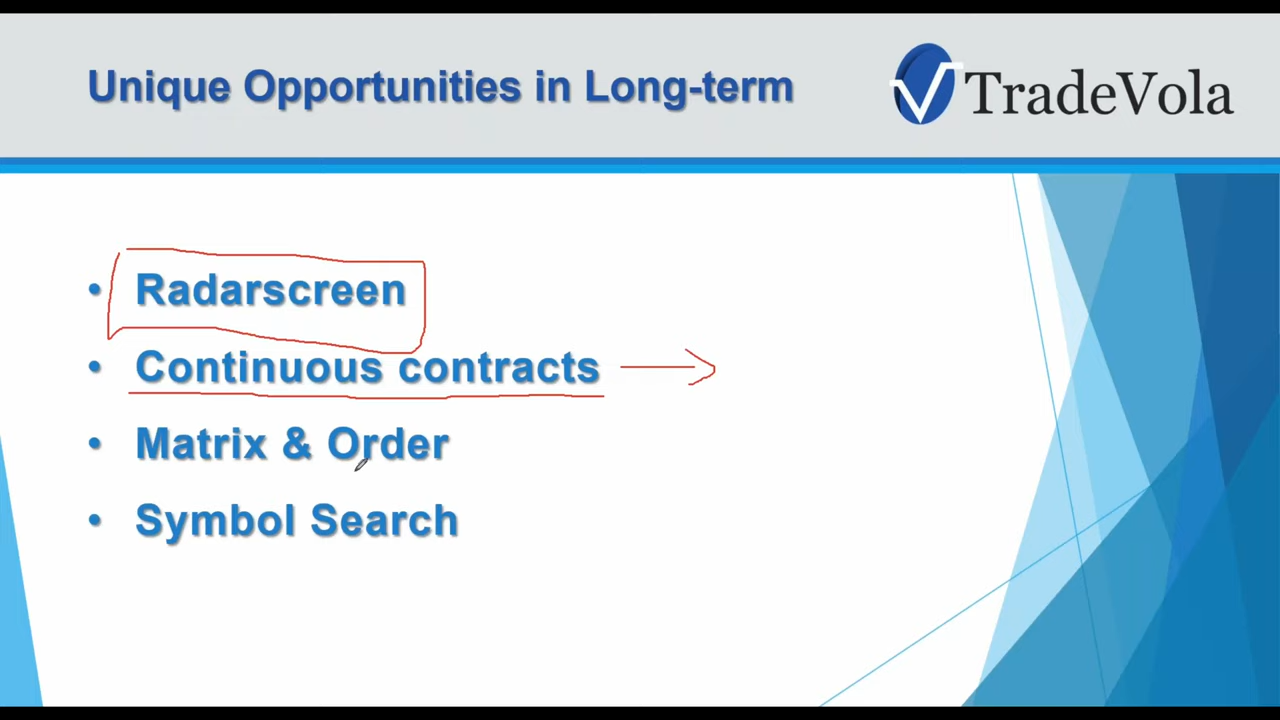 Unique Opportunities in Long-term
TradeVola
• Radarscreen
• Continuous contracts
• Matrix & Order
• Symbol Search